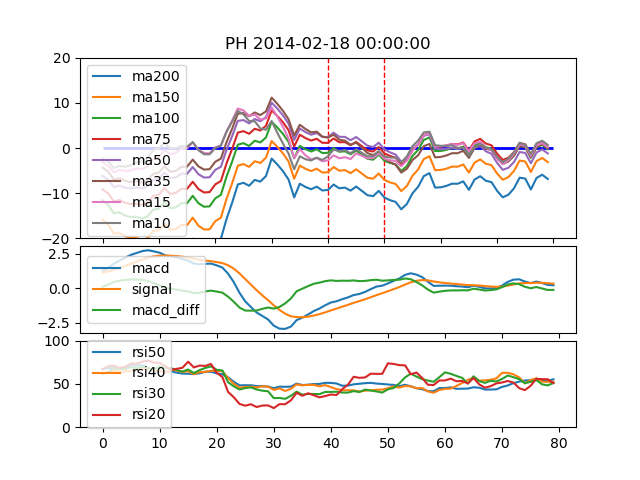 PH 2014-02-18 00:00:00
20
10
0
−10
−20
ma200
ma150
ma100
ma75
ma50
ma35
ma15
ma10
2.5
0.0
−2.5
macd
signal
macd_diff
100
50
0
rsi50
rsi40
rsi30
rsi20
0 10 20 30 40 50 60 70 80